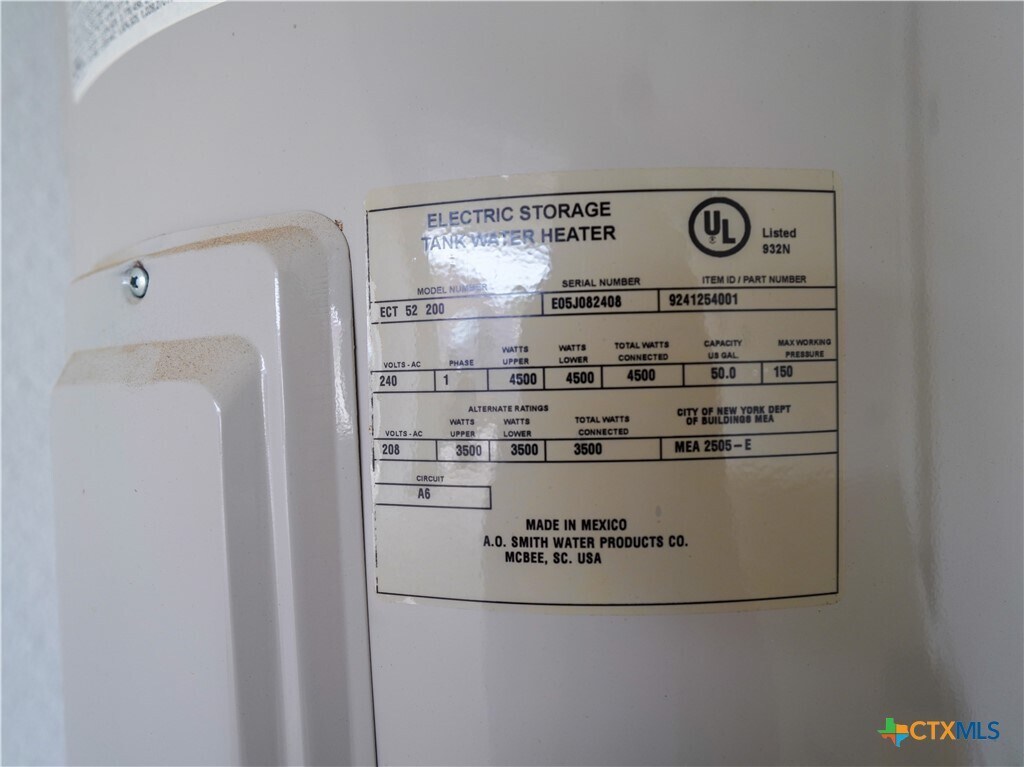 ELECTRIC STORAGE
TANK WATER HEATER
UL
®
Listed
932N
MODEL NUMBER SERIAL NUMBER ITEM ID / PART NUMBER
ECT 52 200 E05J082408 9241254001
VOLTS - AC PHASE WATTS UPPER WATTS LOWER TOTAL WATTS CONNECTED CAPACITY US GAL. MAX WORKING PRESSURE
240 1 4500 4500 4500 50.0 150
ALTERNATE RATINGS
VOLTS - AC WATTS UPPER WATTS LOWER TOTAL WATTS CONNECTED CITY OF NEW YORK DEPT OF BUILDINGS MEA
208 3500 3500 3500 MEA 2505-E
CIRCUIT
A6
MADE IN MEXICO
A.O. SMITH WATER PRODUCTS CO.
MCBEE, SC. USA
CTXMLS